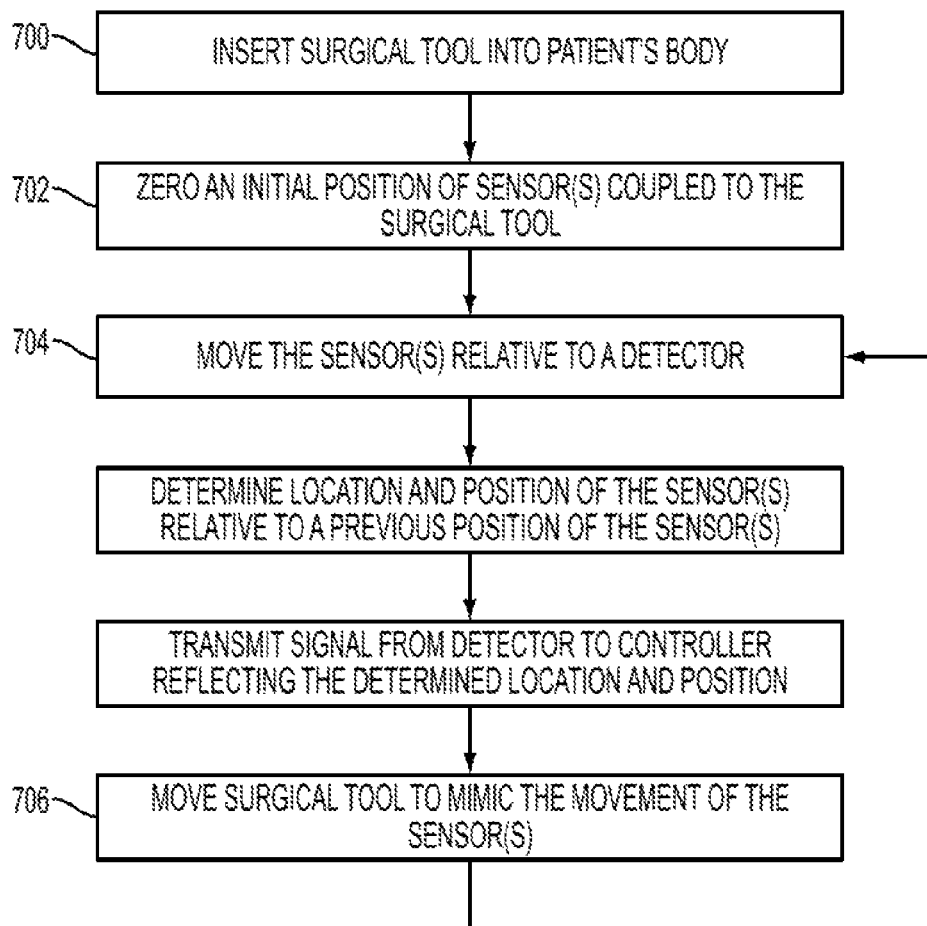 700
INSERT SURGICAL TOOL INTO PATIENT'S BODY
702
ZERO AN INITIAL POSITION OF SENSOR(S) COUPLED TO THE
SURGICAL TOOL
704
MOVE THE SENSOR(S) RELATIVE TO A DETECTOR
DETERMINE LOCATION AND POSITION OF THE SENSOR(S)
RELATIVE TO A PREVIOUS POSITION OF THE SENSOR(S)
TRANSMIT SIGNAL FROM DETECTOR TO CONTROLLER
REFLECTING THE DETERMINED LOCATION AND POSITION
706
MOVE SURGICAL TOOL TO MIMIC THE MOVEMENT OF THE
SENSOR(S)